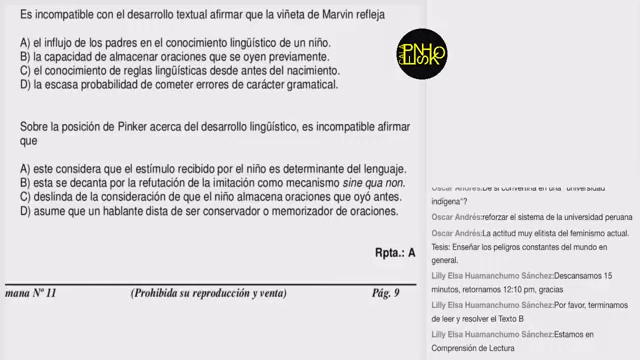 Es incompatible con el desarrollo textual afirmar que la viñeta de Marvin refleja
A) el influjo de los padres en el conocimiento lingüístico de un niño.
B) la capacidad de almacenar oraciones que se oyen previamente.
C) el conocimiento de reglas lingüísticas desde antes del nacimiento.
D) la escasa probabilidad de cometer errores de carácter gramatical.
Sobre la posición de Pinker acerca del desarrollo lingüístico, es incompatible afirmar
que
A) este considera que el estímulo recibido por el niño es determinante del lenguaje.
B) esta se decanta por la refutación de la imitación como mecanismo sine qua non.
C) deslinda de la consideración de que el niño almacena oraciones que oyó antes.
D) asume que un hablante dista de ser conservador o memorizador de oraciones.
Rpta.: A
mana Nº 11 (Prohibida su reproducción y venta) Pág. 9
Oscar Andrés:De si convertiría en una "universidad
indígena"?
Oscar Andrés:reforzar el sistema de la universidad peruana
Oscar Andrés:La actitud muy elitista del feminismo actual.
Tesis: Enseñar los peligros constantes del mundo en
general.
Lilly Elsa Huamanchumo Sánchez:Descansamos 15
minutos, retornamos 12:10 pm, gracias
Lilly Elsa Huamanchumo Sánchez:Por favor, terminamos
de leer y resolver el Texto B
Lilly Elsa Huamanchumo Sánchez:Estamos en
Comprensión de Lectura